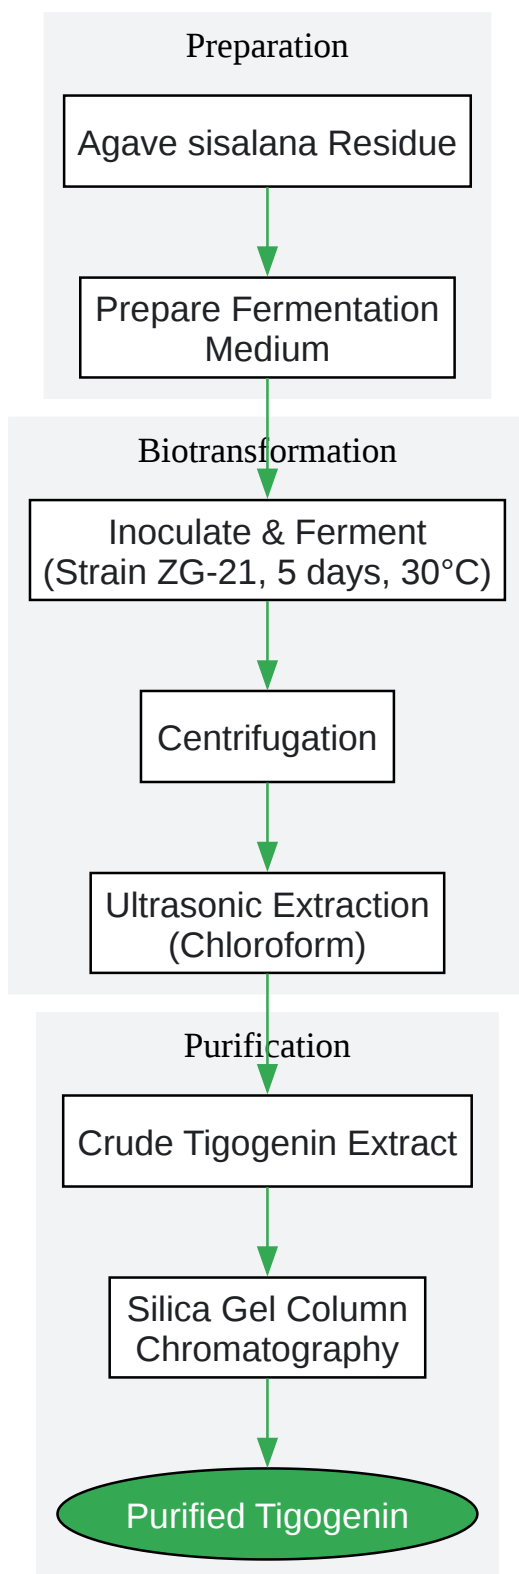 Preparation
Agave sisalana Residue
Prepare Fermentation
Medium
Biotransformation
Inoculate & Ferment
(Strain ZG-21, 5 days, 30°C)
Centrifugation
Ultrasonic Extraction
(Chloroform)
Purification
Crude Tigogenin Extract
Silica Gel Column
Chromatography
Purified Tigogenin